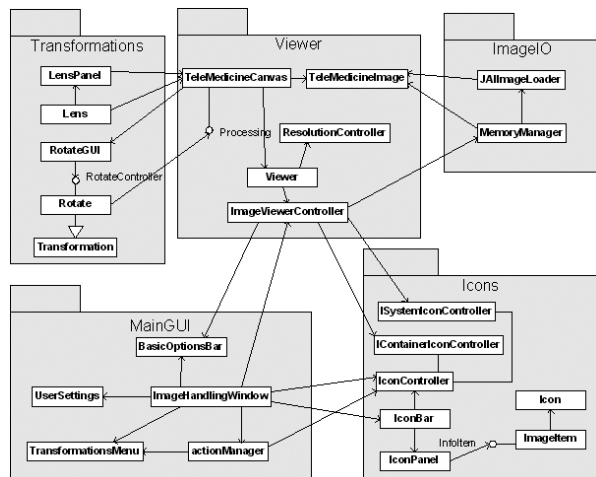 Transformations
LensPanel
Lens
RotateGUI
RotateController
Rotate
Transformation
Viewer
TeleMedicineCanvas
TeleMedicineImage
Processing
ResolutionController
Viewer
ImageViewerController
ImageIO
JAIImageLoader
MemoryManager
MainGUI
BasicOptionsBar
UserSettings
ImageHandlingWindow
TransformationsMenu
actionManager
Icons
ISystemIconController
IContainerIconController
IconController
IconBar
IconPanel
InfoItem
Icon
ImageItem